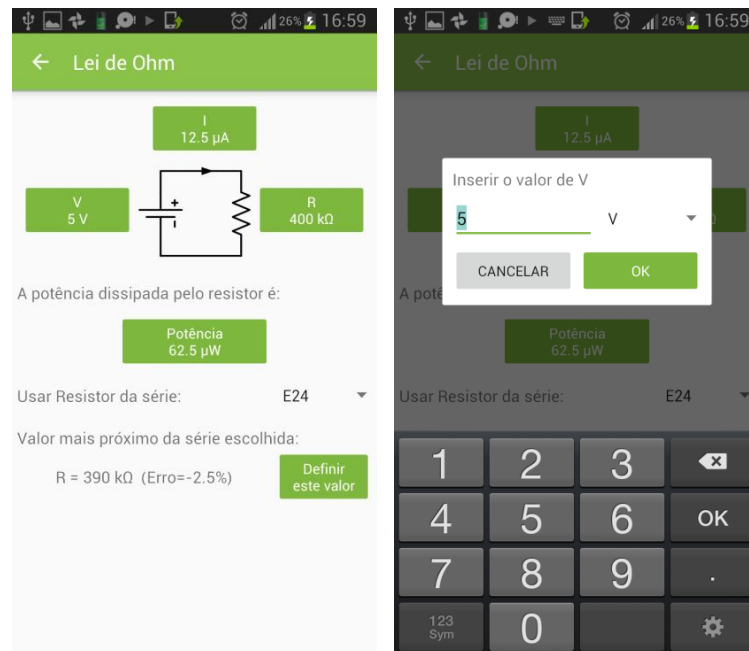 26% 16:59
Lei de Ohm
I
12.5 µA
V
5 V
+
-
R
400 kΩ
A potência dissipada pelo resistor é:
Potência
62.5 µW
Usar Resistor da série: E24
Valor mais próximo da série escolhida:
R = 390 kΩ (Erro=-2.5%)
Definir
este valor
26% 16:59
Lei de Ohm
I
12.5 µA
Inserir o valor de V
5 V
CANCELAR OK
A potê
Potência
62.5 µW
Usar Resistor da série: E24
1 2 3
4 5 6 OK
7 8 9 .
123
Sym
0